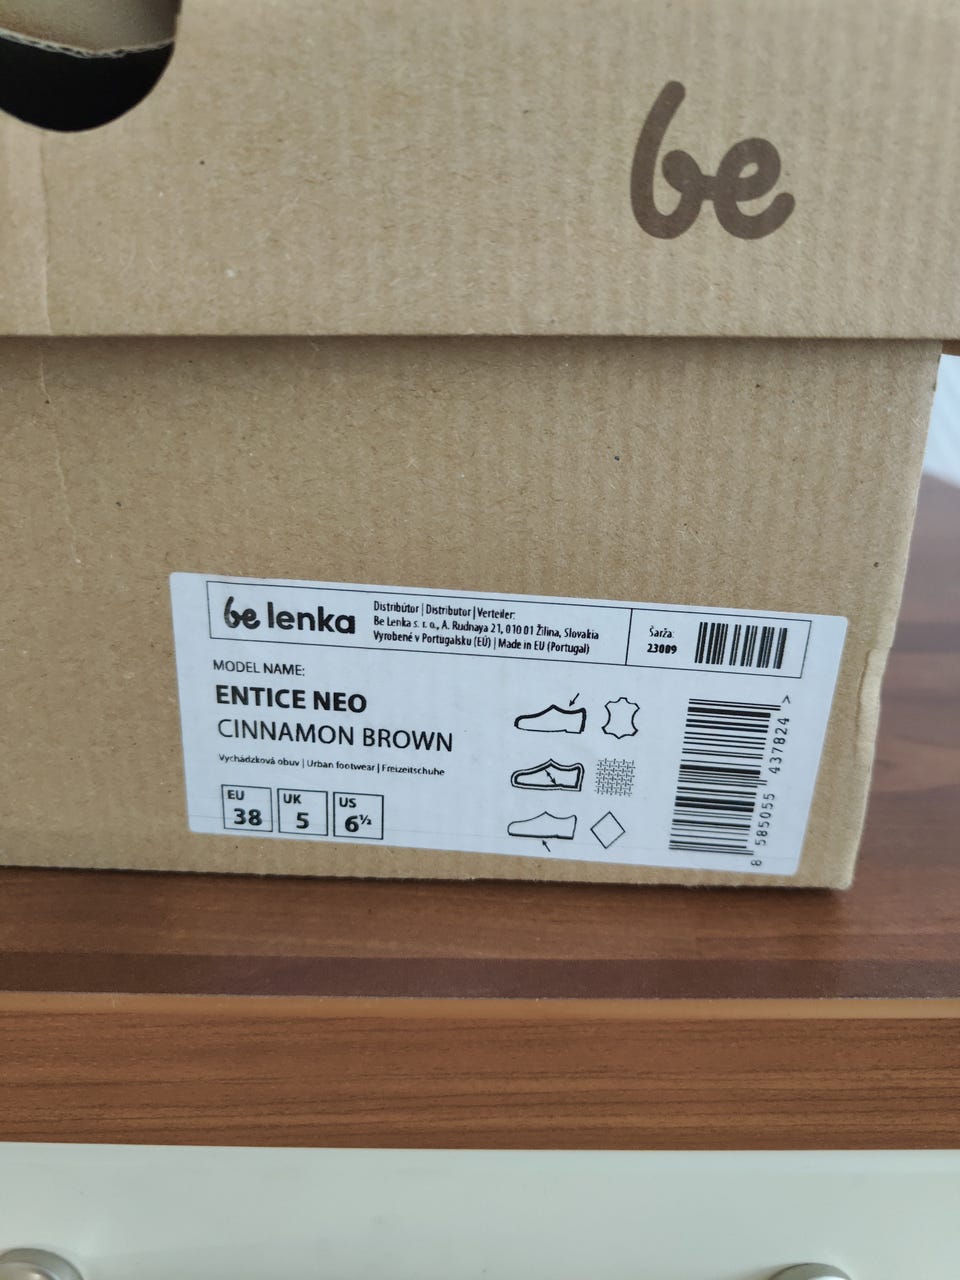 be
be lenka
Distribútor | Distributor | Verteiler:
Be Lenka s. r. o., A. Rudnaya 21, 010 01 Žilina, Slovakia
Vyrobené v Portugalsku (EÚ) | Made in EU (Portugal)
Šarža:
23009
MODEL NAME:
ENTICE NEO
CINNAMON BROWN
Vychádzková obuv | Urban footwear | Freizeitschuhe
EU
38
UK
5
US
6½
8 585055 437824 >